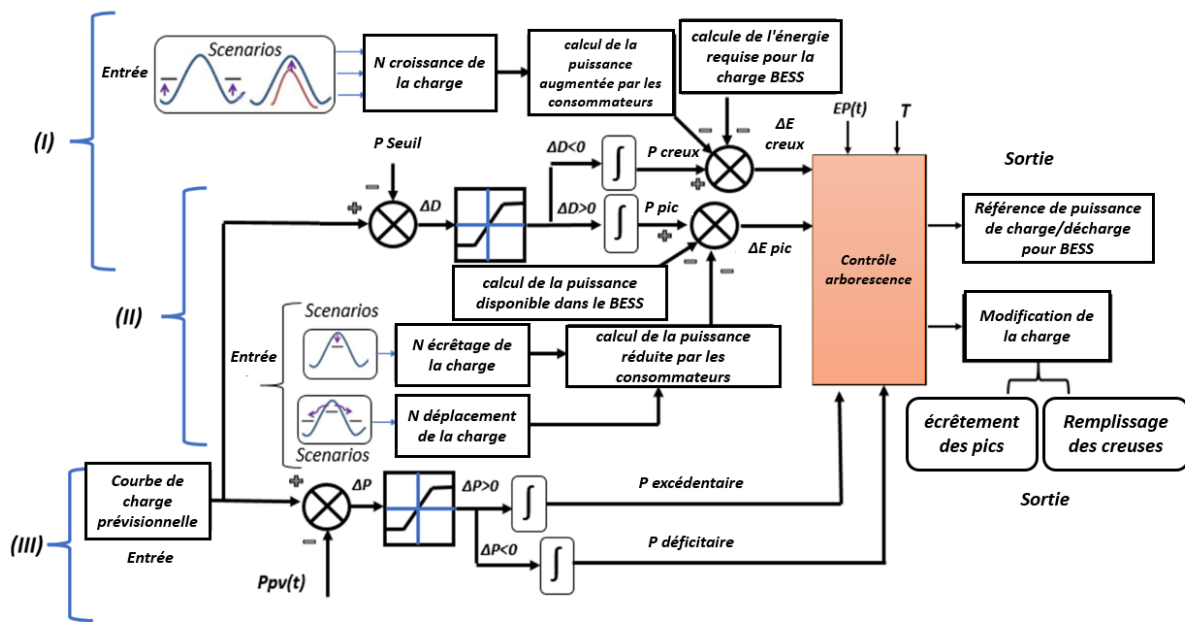 (I)
Entrée
Scenarios
N croissance de
la charge
calcul de la
puissance
augmentée par les
consommateurs
calcule de l'énergie
requise pour la
charge BESS
P Seuil
ΔD
ΔD<0
ΔD>0
∫
P creux
∫
P pic
ΔE
creux
ΔE pic
EP(t)
T
Contrôle
arborescence
Sortie
Référence de puissance
de charge/décharge
pour BESS
(II)
calcul de la puissance
disponible dans le BESS
Entrée
Scenarios
N écrêtage de
la charge
calcul de la puissance
réduite par les
consommateurs
Scenarios
N déplacement
de la charge
Modification de
la charge
écrêtement
des pics
Remplissage
des creuses
Sortie
(III)
Courbe de
charge
prévisionnelle
Entrée
Ppv(t)
ΔP
ΔP>0
∫
P excédentaire
ΔP<0
∫
P déficitaire